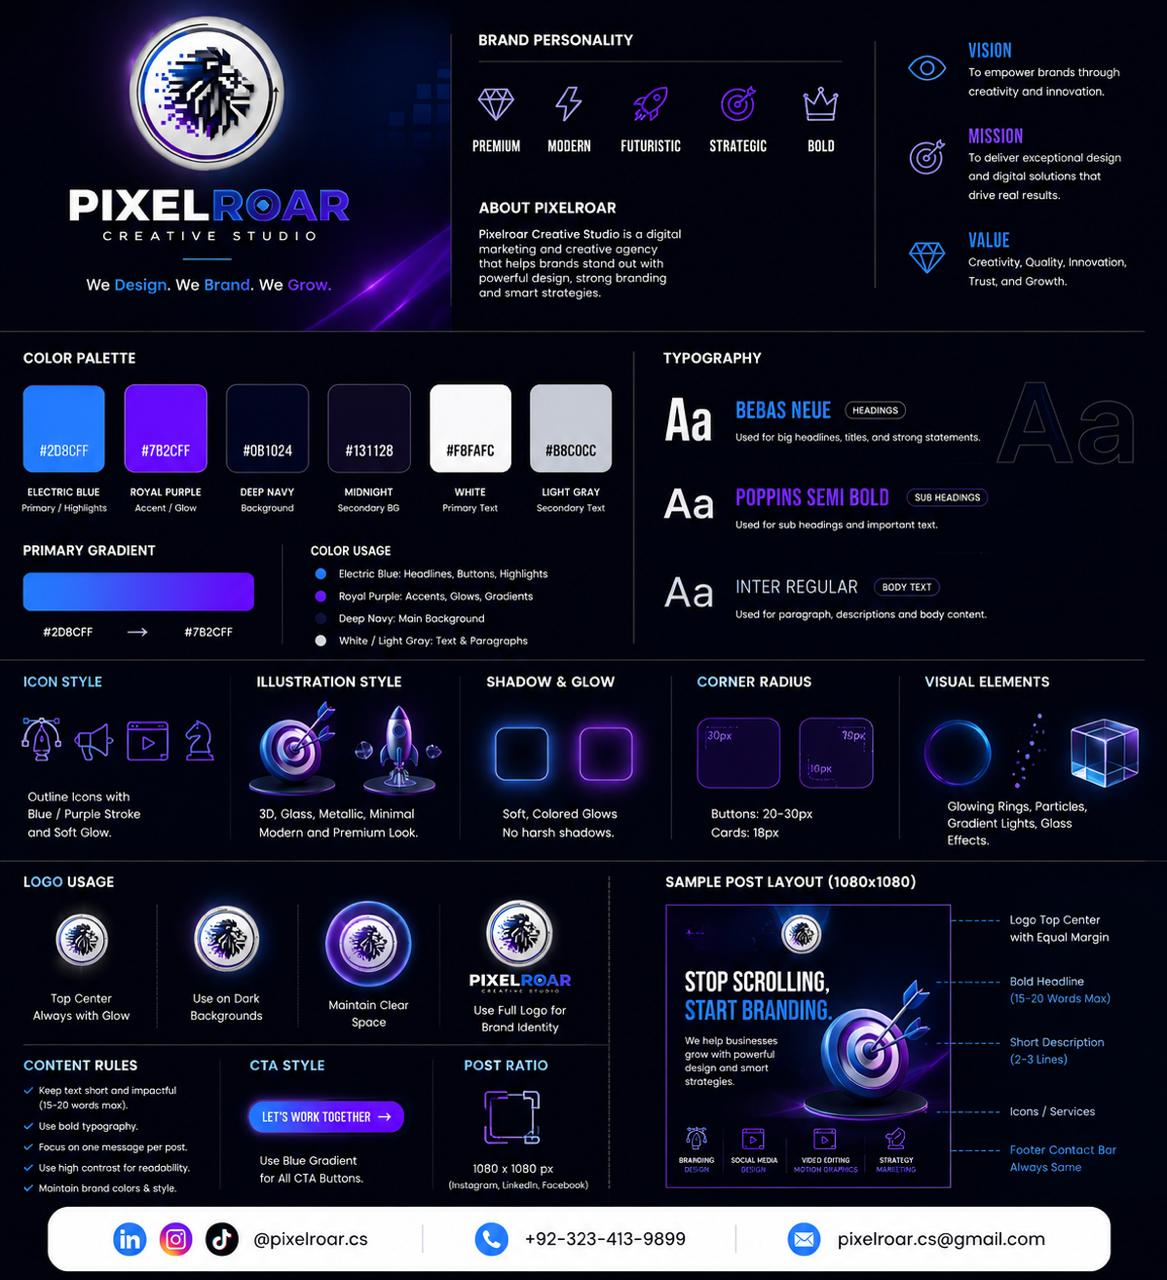 PIXELROAR
CREATIVE STUDIO
We Design. We Brand. We Grow.
BRAND PERSONALITY
PREMIUM
MODERN
FUTURISTIC
STRATEGIC
BOLD
ABOUT PIXELROAR
Pixelroar Creative Studio is a digital
marketing and creative agency
that helps brands stand out with
powerful design, strong branding
and smart strategies.
VISION
To empower brands through
creativity and innovation.
MISSION
To deliver exceptional design
and digital solutions that
drive real results.
VALUE
Creativity, Quality, Innovation,
Trust, and Growth.
COLOR PALETTE
#2D8CFF
#7B2CFF
#0B1024
#131128
#F8FAFC
#B8C0CC
ELECTRIC BLUE
Primary / Highlights
ROYAL PURPLE
Accent / Glow
DEEP NAVY
Background
MIDNIGHT
Secondary BG
WHITE
Primary Text
LIGHT GRAY
Secondary Text
PRIMARY GRADIENT
#2D8CFF → #7B2CFF
COLOR USAGE
Electric Blue: Headlines, Buttons, Highlights
Royal Purple: Accents, Glows, Gradients
Deep Navy: Main Background
White / Light Gray: Text & Paragraphs
TYPOGRAPHY
Aa
BEBAS NEUE HEADINGS
Used for big headlines, titles, and strong statements.
Aa
Aa
POPPINS SEMI BOLD SUB HEADINGS
Used for sub headings and important text.
Aa
INTER REGULAR BODY TEXT
Used for paragraph, descriptions and body content.
ICON STYLE
Outline Icons with
Blue / Purple Stroke
and Soft Glow.
ILLUSTRATION STYLE
3D, Glass, Metallic, Minimal
Modern and Premium Look.
SHADOW & GLOW
Soft, Colored Glows
No harsh shadows.
CORNER RADIUS
30px
10px
Buttons: 20-30px
Cards: 18px
VISUAL ELEMENTS
Glowing Rings, Particles,
Gradient Lights, Glass
Effects.
LOGO USAGE
Top Center
Always with Glow
Use on Dark
Backgrounds
Maintain Clear
Space
PIXELROAR
CREATIVE STUDIO
Use Full Logo for
Brand Identity
CONTENT RULES
✓ Keep text short and impactful
(15-20 words max).
✓ Use bold typography.
✓ Focus on one message per post.
✓ Use high contrast for readability.
✓ Maintain brand colors & style.
CTA STYLE
LET'S WORK TOGETHER →
Use Blue Gradient
for All CTA Buttons.
POST RATIO
1080 x 1080 px
(Instagram, LinkedIn, Facebook)
SAMPLE POST LAYOUT (1080x1080)
STOP SCROLLING,
START BRANDING.
We help businesses
grow with powerful
design and smart
strategies.
BRANDING
DESIGN
SOCIAL MEDIA
DESIGN
VIDEO EDITING
MOTION GRAPHICS
STRATEGY
MARKETING
Logo Top Center
with Equal Margin
Bold Headline
(15-20 Words Max)
Short Description
(2-3 Lines)
Icons / Services
Footer Contact Bar
Always Same
@pixelroar.cs
+92-323-413-9899
pixelroar.cs@gmail.com